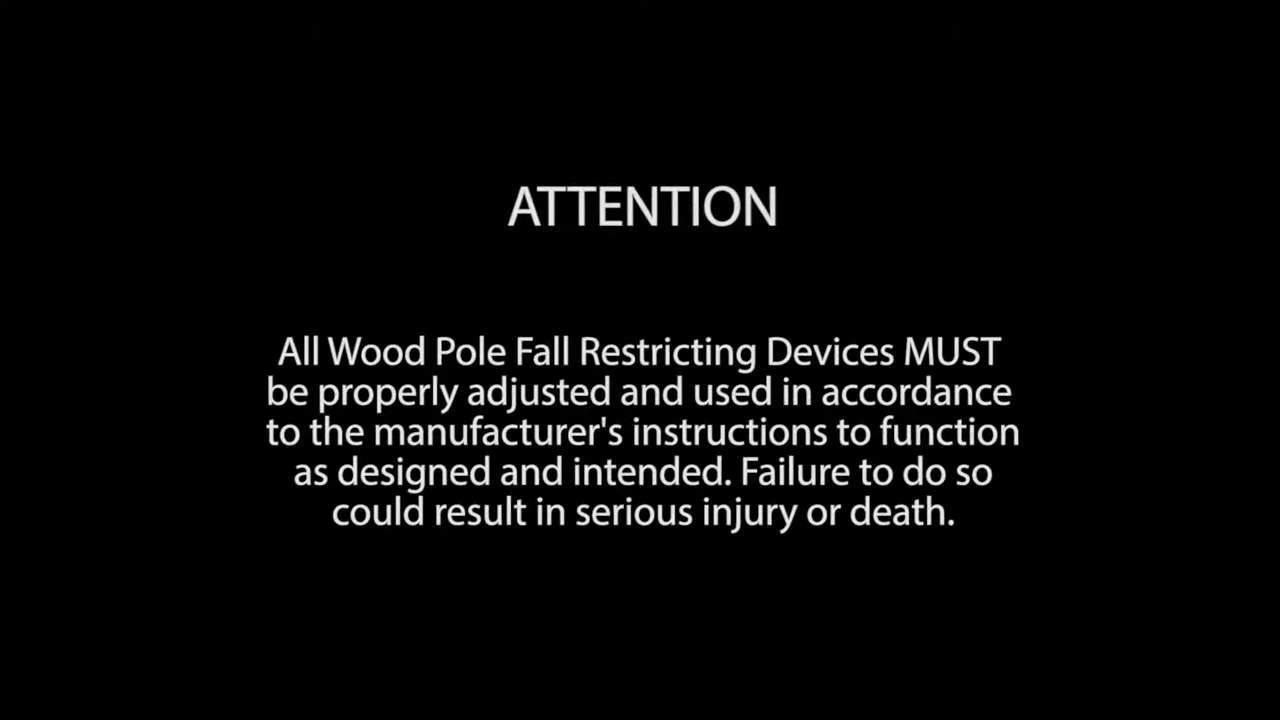 ATTENTION
All Wood Pole Fall Restricting Devices MUST
be properly adjusted and used in accordance
to the manufacturer's instructions to function
as designed and intended. Failure to do so
could result in serious injury or death.